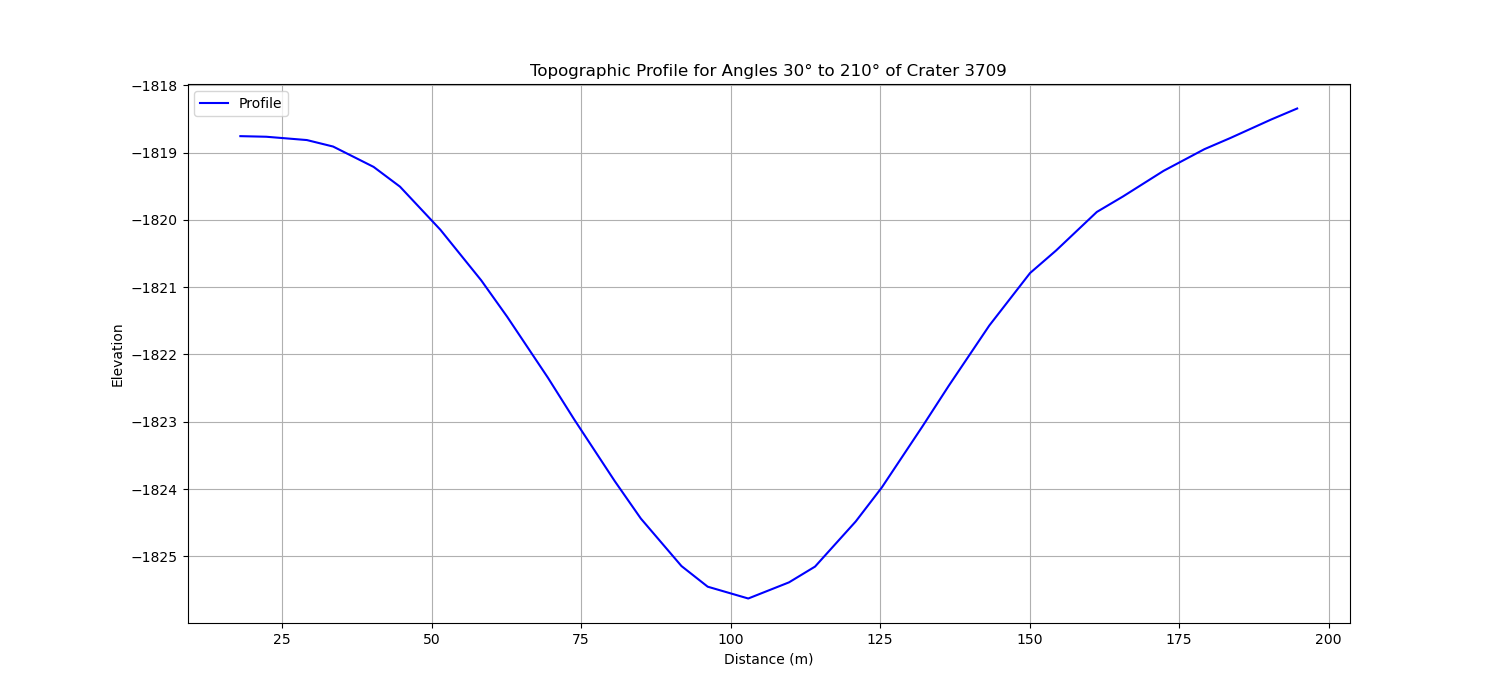 Topographic Profile for Angles 30° to 210° of Crater 3709
Profile
−1818
−1819
−1820
−1821
−1822
−1823
−1824
−1825
Elevation
25 50 75 100 125 150 175 200
Distance (m)